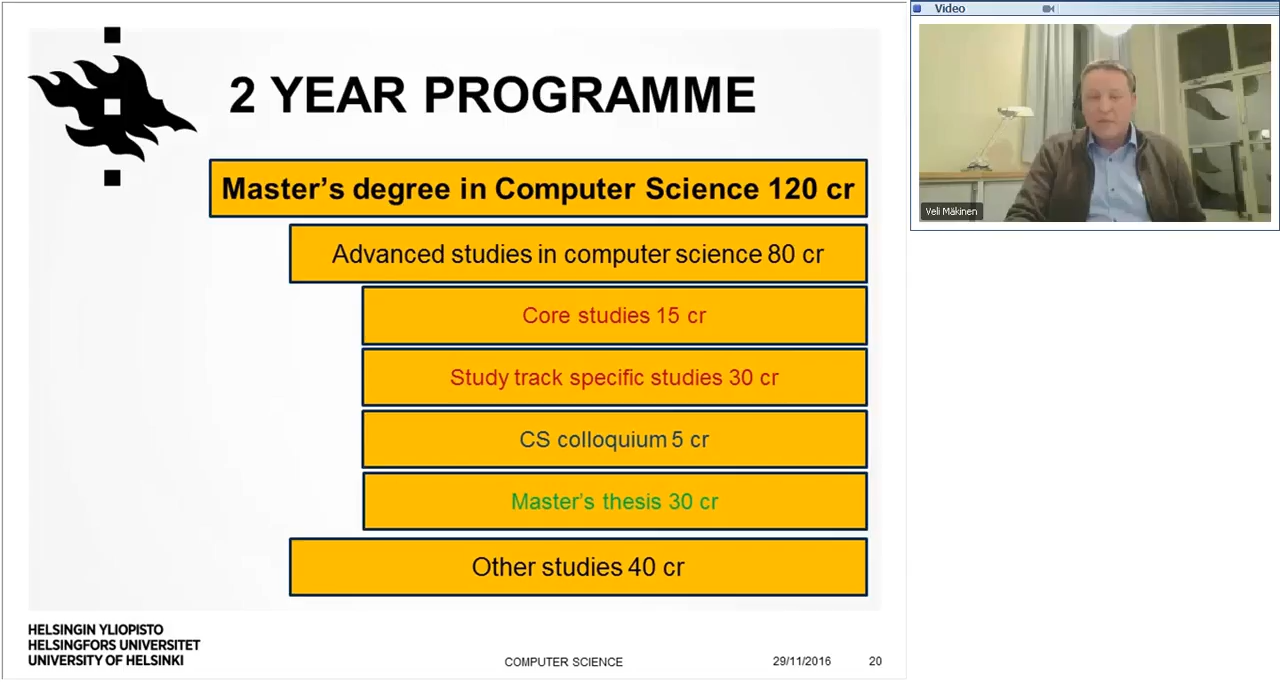 2 YEAR PROGRAMME
Master's degree in Computer Science 120 cr
Advanced studies in computer science 80 cr
Core studies 15 cr
Study track specific studies 30 cr
CS colloquium 5 cr
Master's thesis 30 cr
Other studies 40 cr
HELSINGIN YLIOPISTO
HELSINGFORS UNIVERSITET
UNIVERSITY OF HELSINKI
COMPUTER SCIENCE
29/11/2016
20
Video
Veli Mäkinen